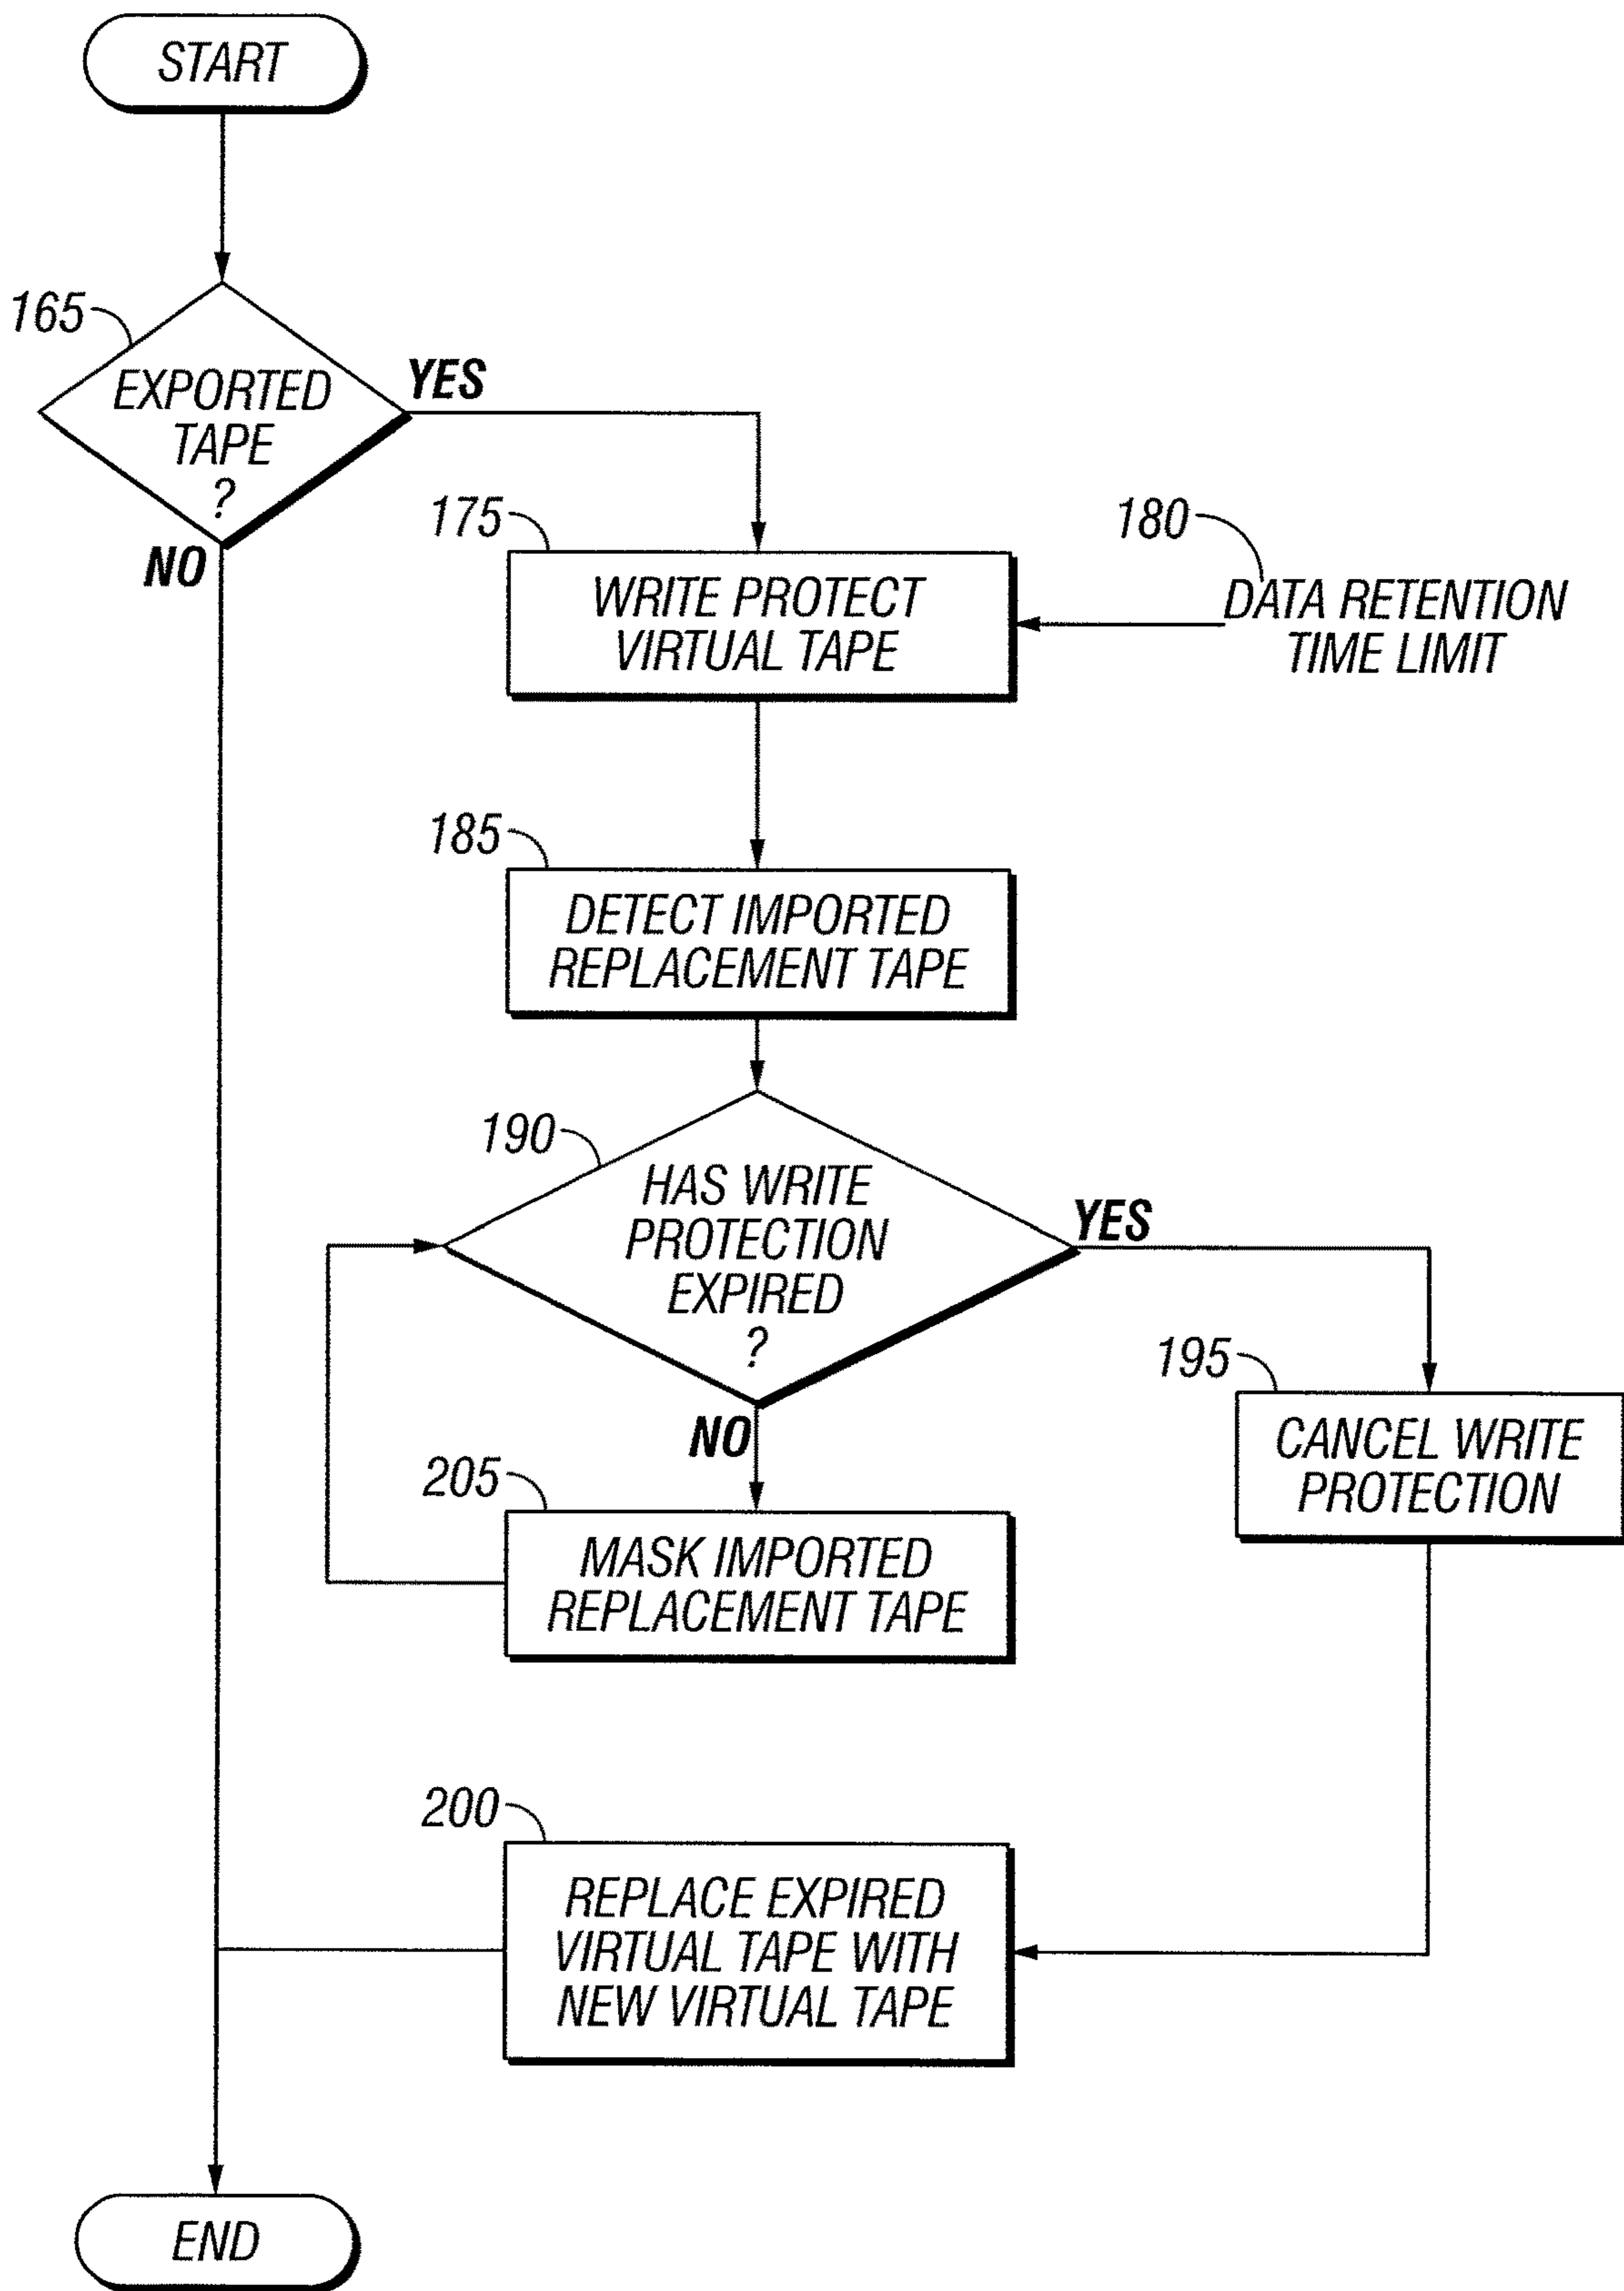 START
165
EXPORTED
TAPE
?
YES
NO
175
WRITE PROTECT
VIRTUAL TAPE
180
DATA RETENTION
TIME LIMIT
185
DETECT IMPORTED
REPLACEMENT TAPE
190
HAS WRITE
PROTECTION
EXPIRED
?
YES
NO
195
CANCEL WRITE
PROTECTION
205
MASK IMPORTED
REPLACEMENT TAPE
200
REPLACE EXPIRED
VIRTUAL TAPE WITH
NEW VIRTUAL TAPE
END